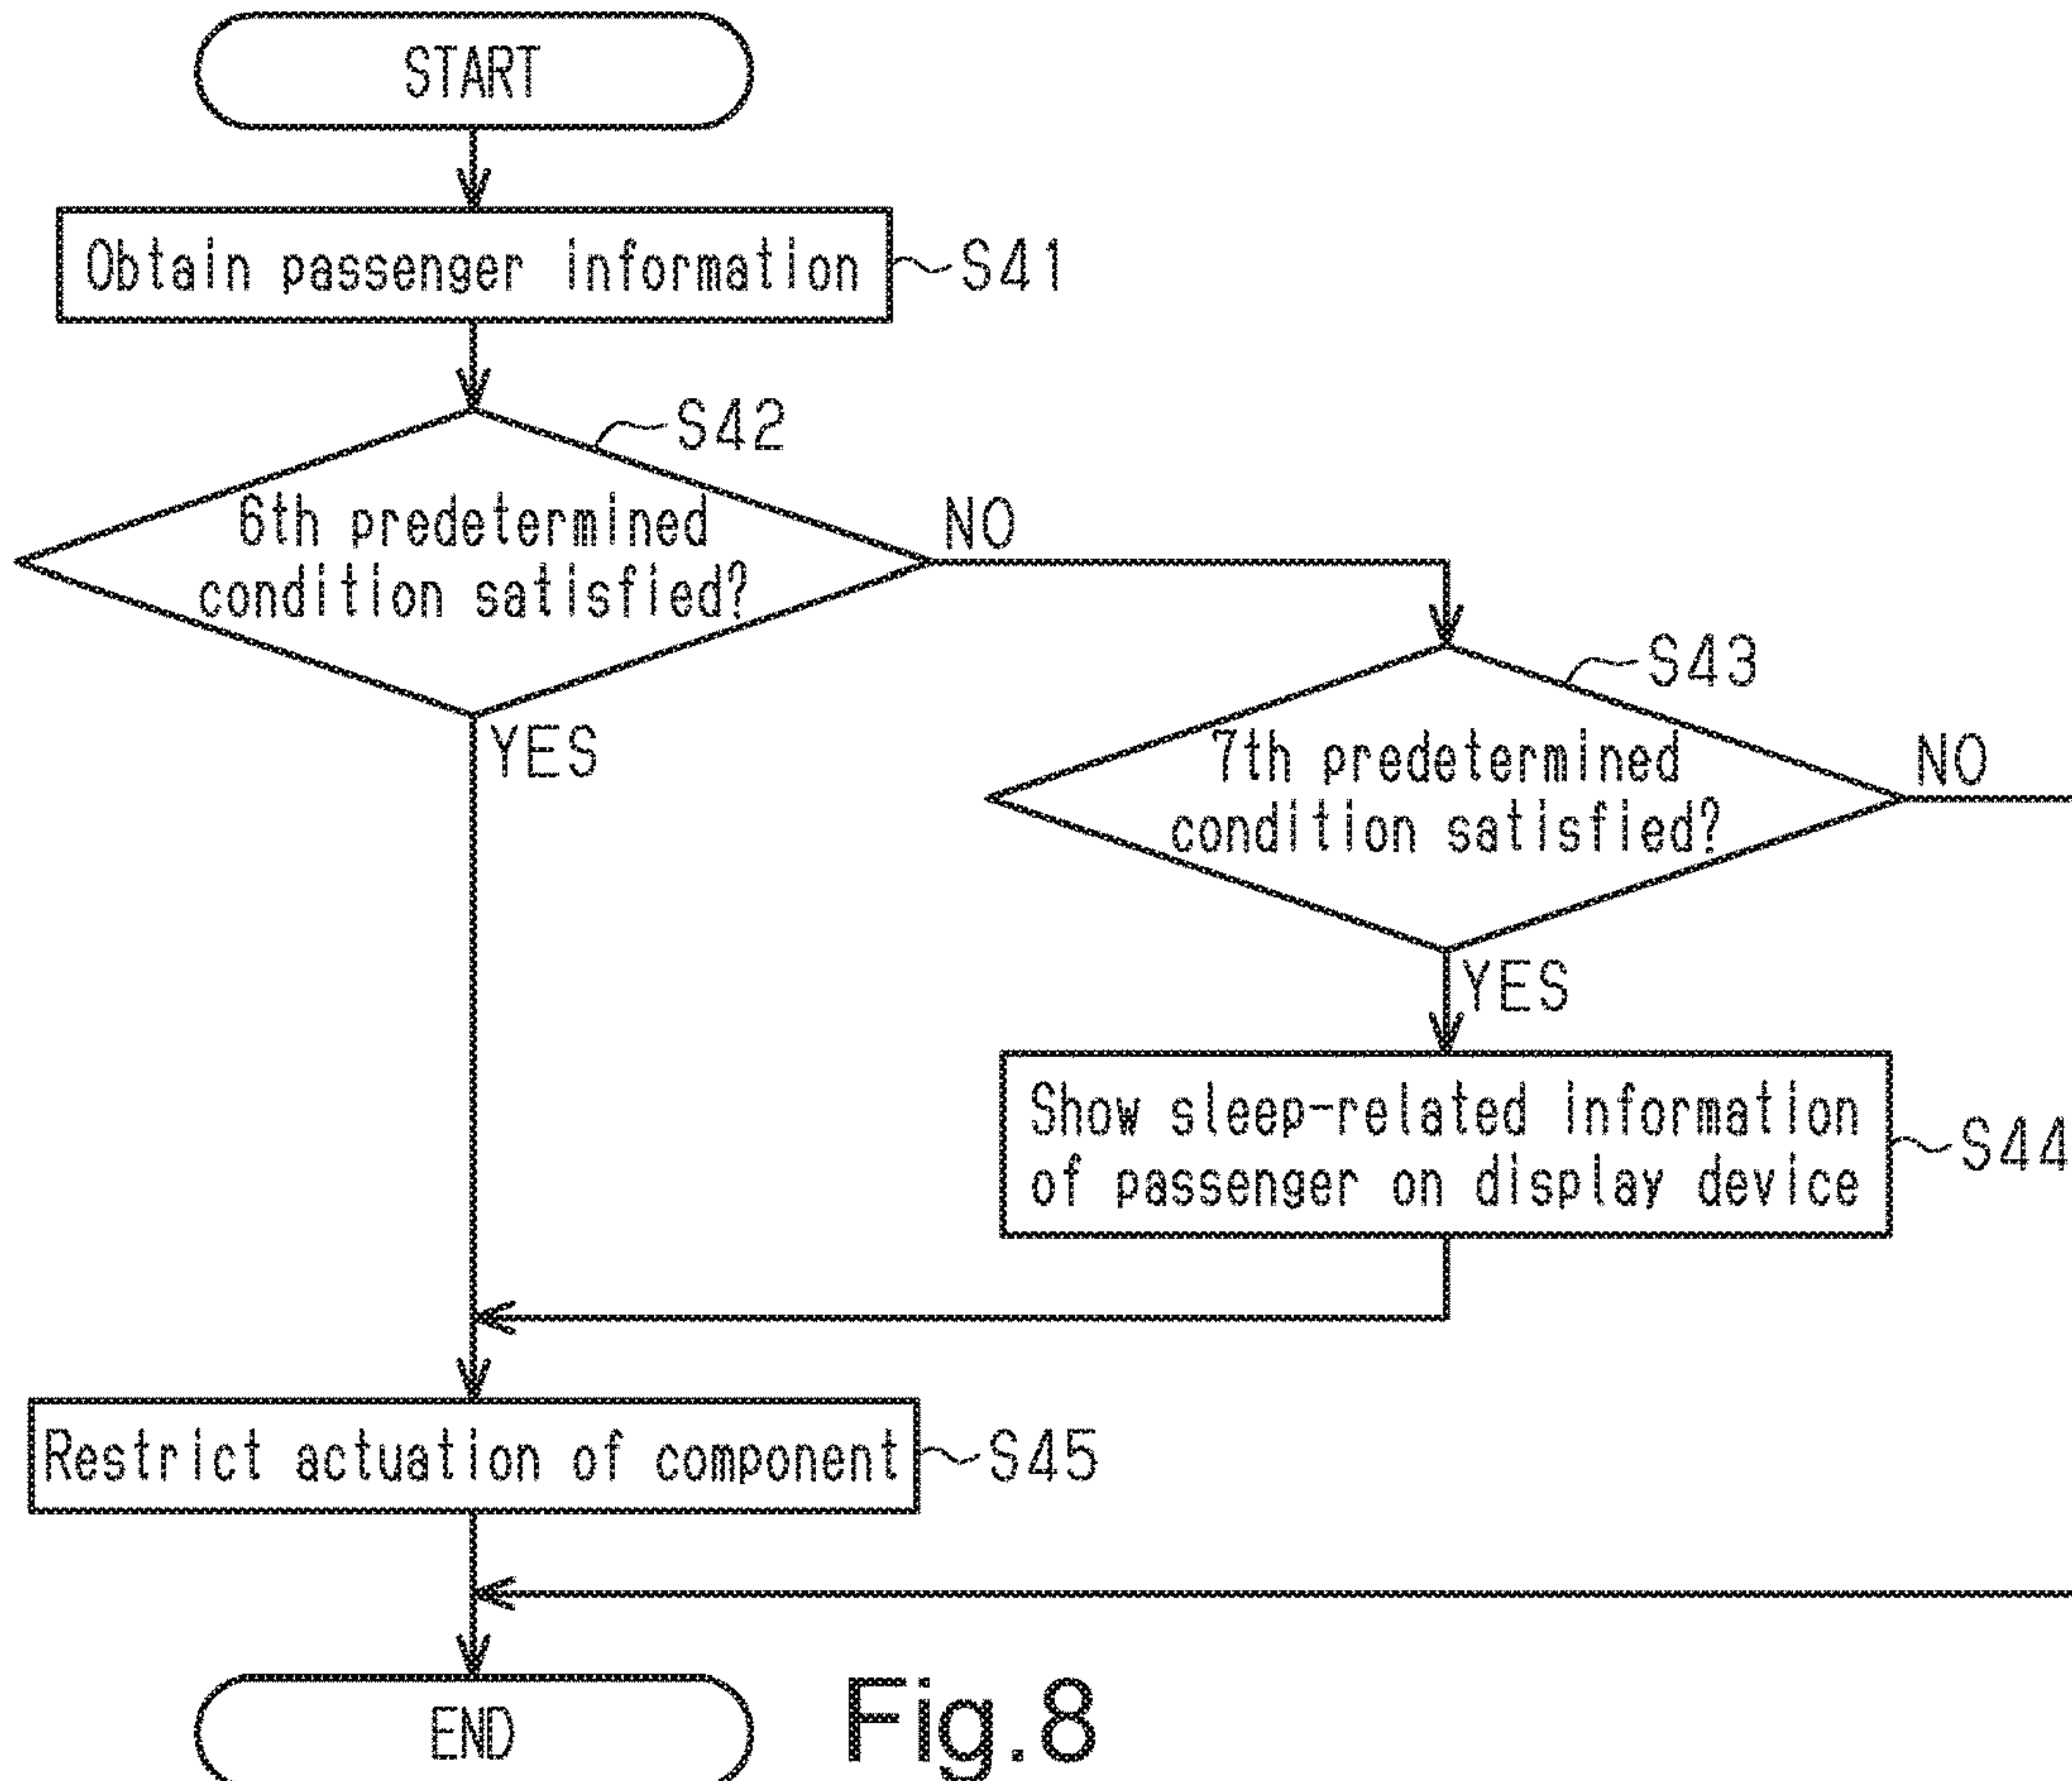 START
Obtain passenger information
S41
S42
6th predetermined
condition satisfied?
NO
YES
S43
7th predetermined
condition satisfied?
NO
YES
Show sleep-related information
of passenger on display device
S44
Restrict actuation of component
S45
END
Fig.8